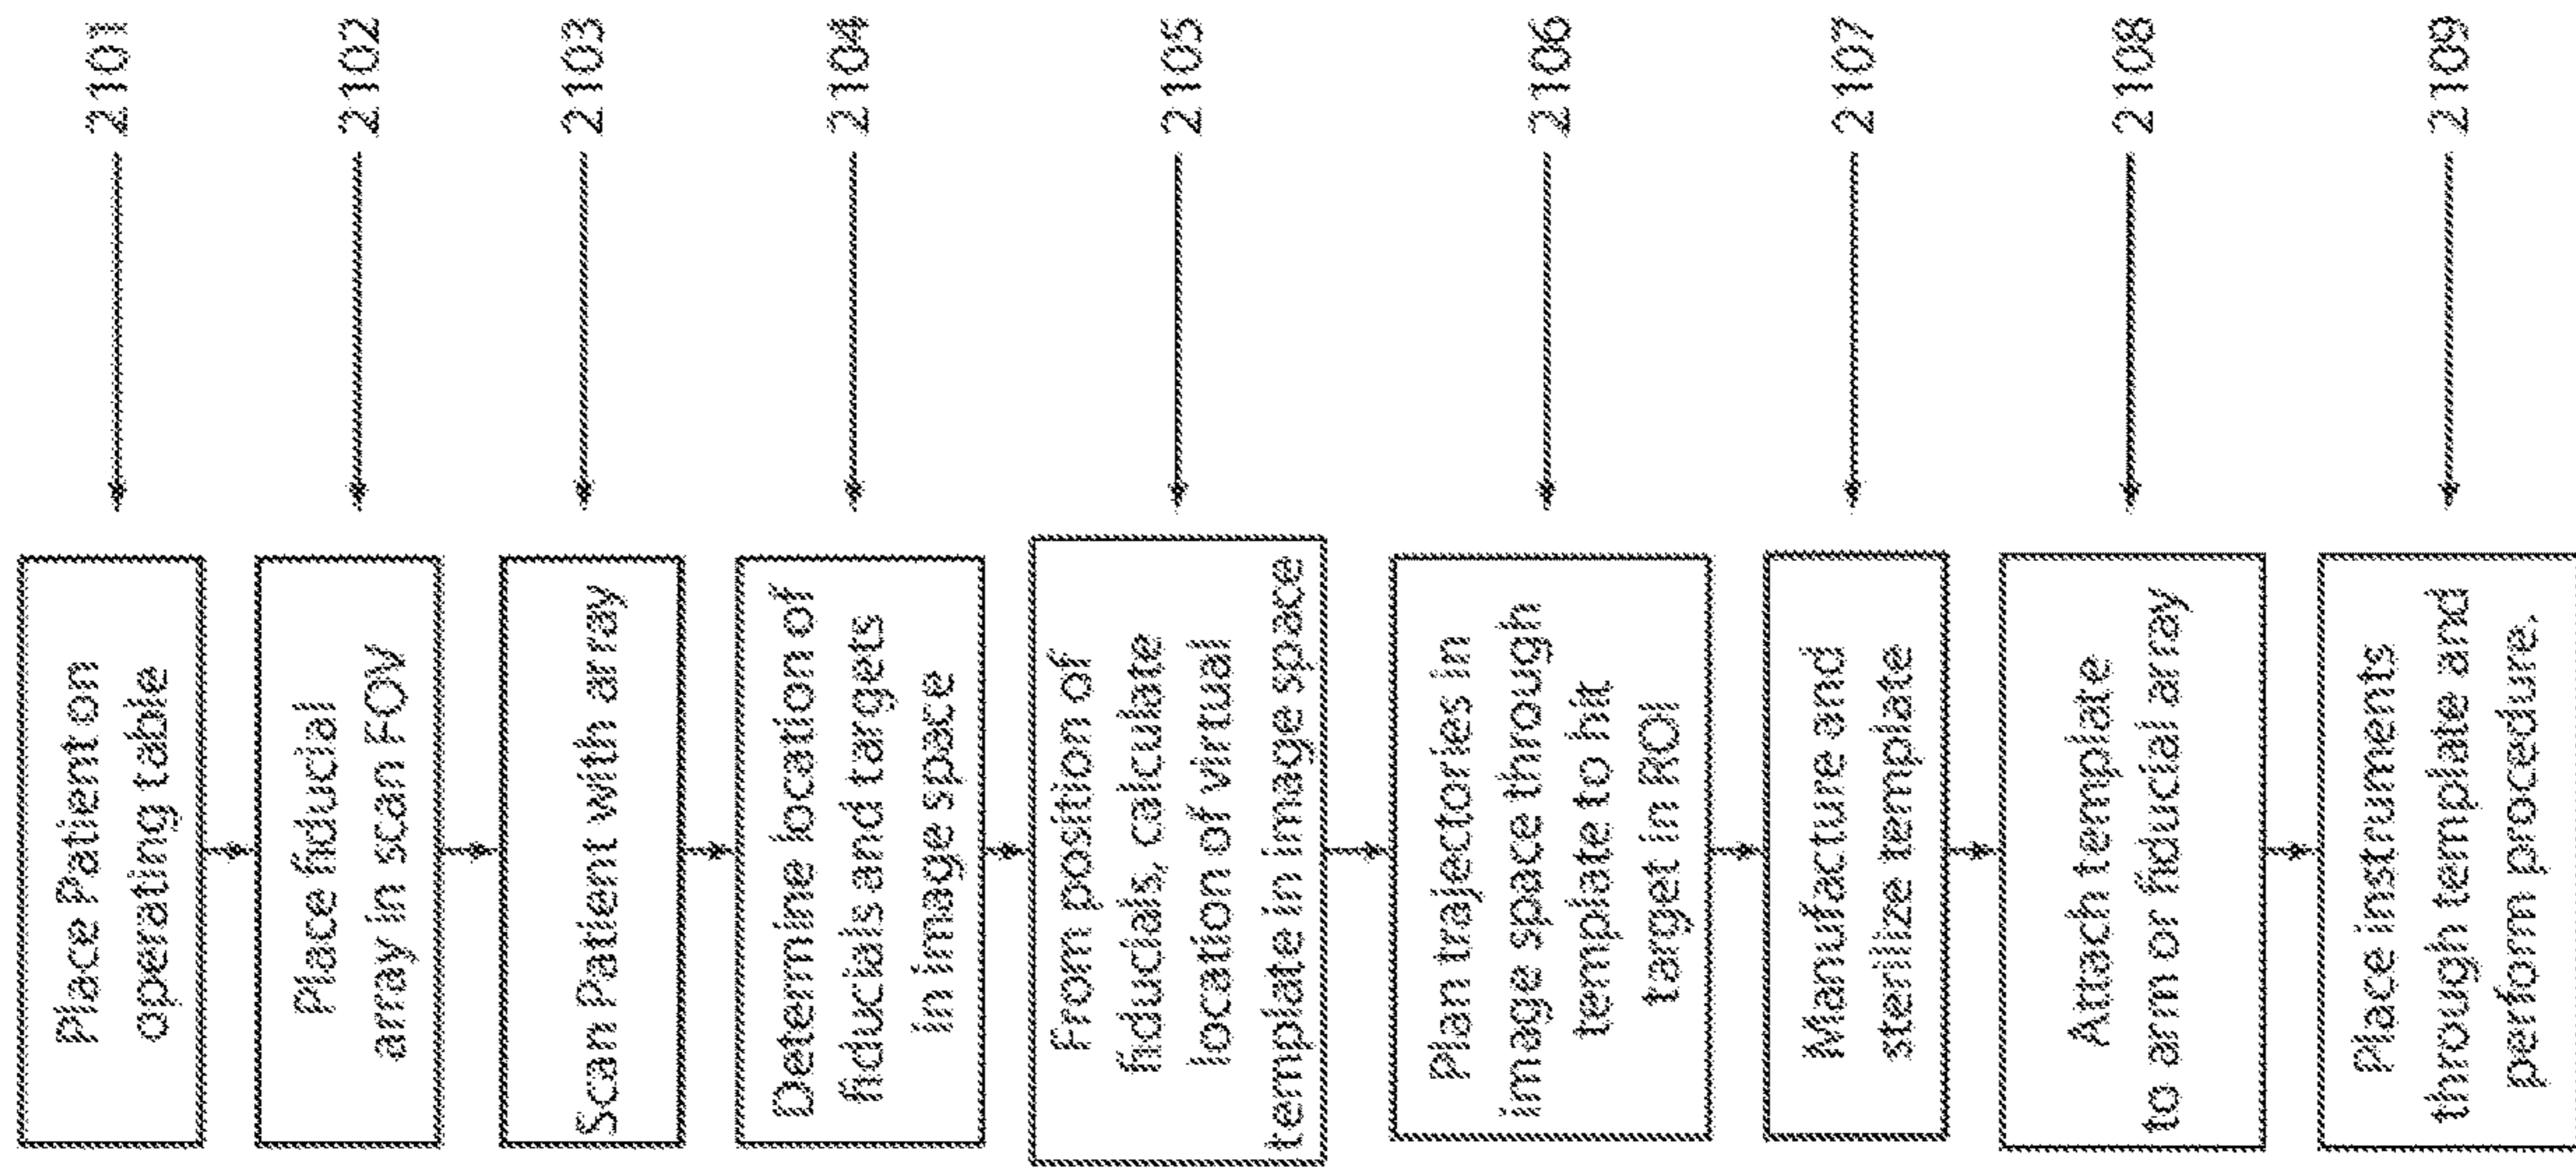 Place Patient on
operating table
2101
Place fiducial
array in scan FOV
2102
Scan Patient with array
2103
Determine location of
fiducials and targets
in image space
2104
From position of
fiducials, calculate
location of virtual
template in image space
2105
Plan trajectories in
image space through
template to hit
target in ROI
2106
Manufacture and
sterilize template
2107
Attach template
to arm or fiducial array
2108
Place instruments
through template and
perform procedure.
2109